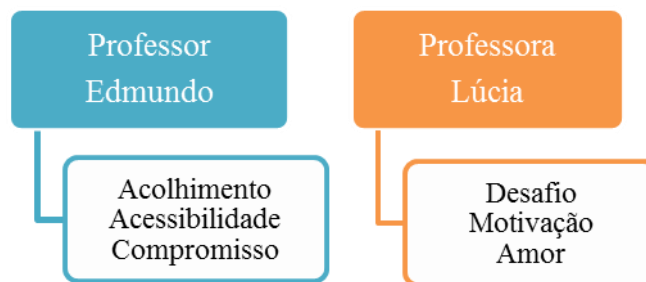 Professor
Edmundo
Acolhimento
Acessibilidade
Compromisso
Professora
Lúcia
Desafio
Motivação
Amor